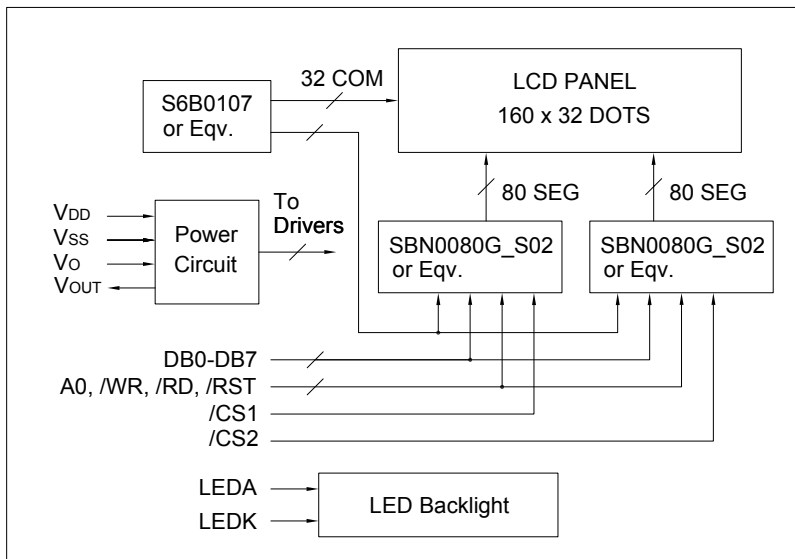 32 COM
S6B0107
or Eqv.
LCD PANEL
160 x 32 DOTS
80 SEG
80 SEG
VDD
VSS
VO
VOUT
Power
Circuit
To
Drivers
SBN0080G_S02
or Eqv.
SBN0080G_S02
or Eqv.
DB0-DB7
A0, /WR, /RD, /RST
/CS1
/CS2
LEDA
LEDK
LED Backlight